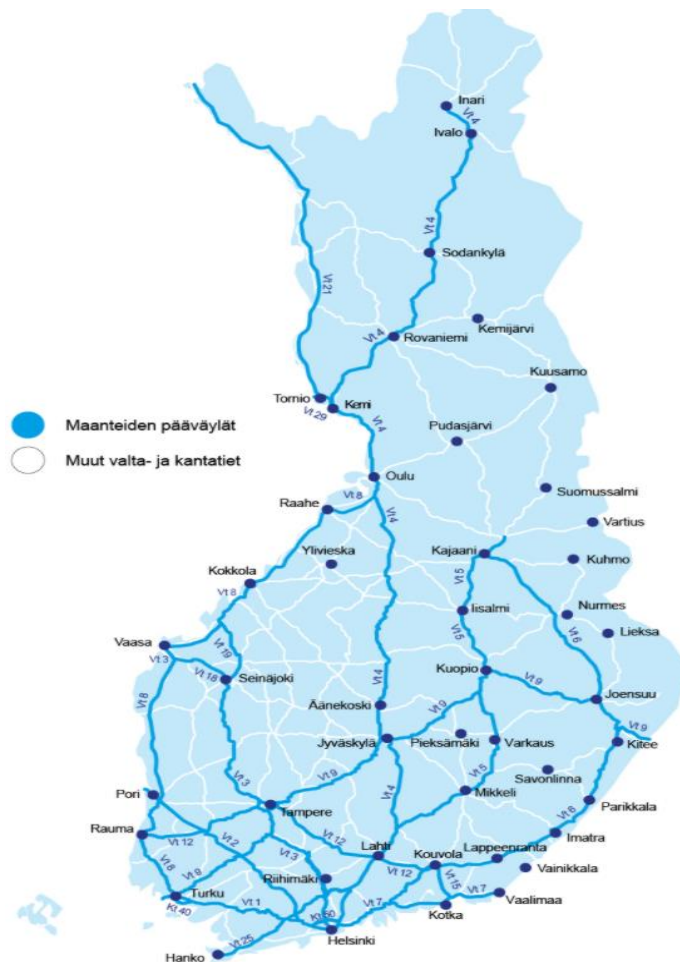 Inari
Vt 4
Ivalo
Vt 4
Sodankylä
Vt 21
Kemijärvi
Vt 4
Rovaniemi
Kuusamo
Tornio
Kemi
Vt 29
Vt 4
Maanteiden pääväylät
Pudasjärvi
Muut valta- ja kantatiet
Oulu
Suomussalmi
Vt 8
Raahe
Vt 4
Vartius
Ylivieska
Kajaani
Kuhmo
Kokkola
Vt 5
Vt 8
Iisalmi
Nurmes
Vt 6
Lieksa
Vt 5
Vaasa
Vt 19
Vt 3
Vt 18
Seinäjoki
Kuopio
Vt 9
Vt 4
Vt 8
Äänekoski
Joensuu
Vt 9
Vt 9
Jyväskylä
Pieksämäki
Varkaus
Kitee
Vt 3
Vt 9
Savonlinna
Vt 5
Pori
Vt 4
Mikkeli
Parikkala
Tampere
Vt 6
Rauma
Vt 12
Vt 2
Vt 12
Imatra
Vt 3
Lahti
Kouvola
Lappeenranta
Vt 8
Vt 9
Vt 12
Vainikkala
Riihimäki
Vt 15
Turku
Vt 7
Vaalimaa
Kt 40
Vt 1
Kt 50
Vt 7
Kotka
Helsinki
Vt 25
Hanko